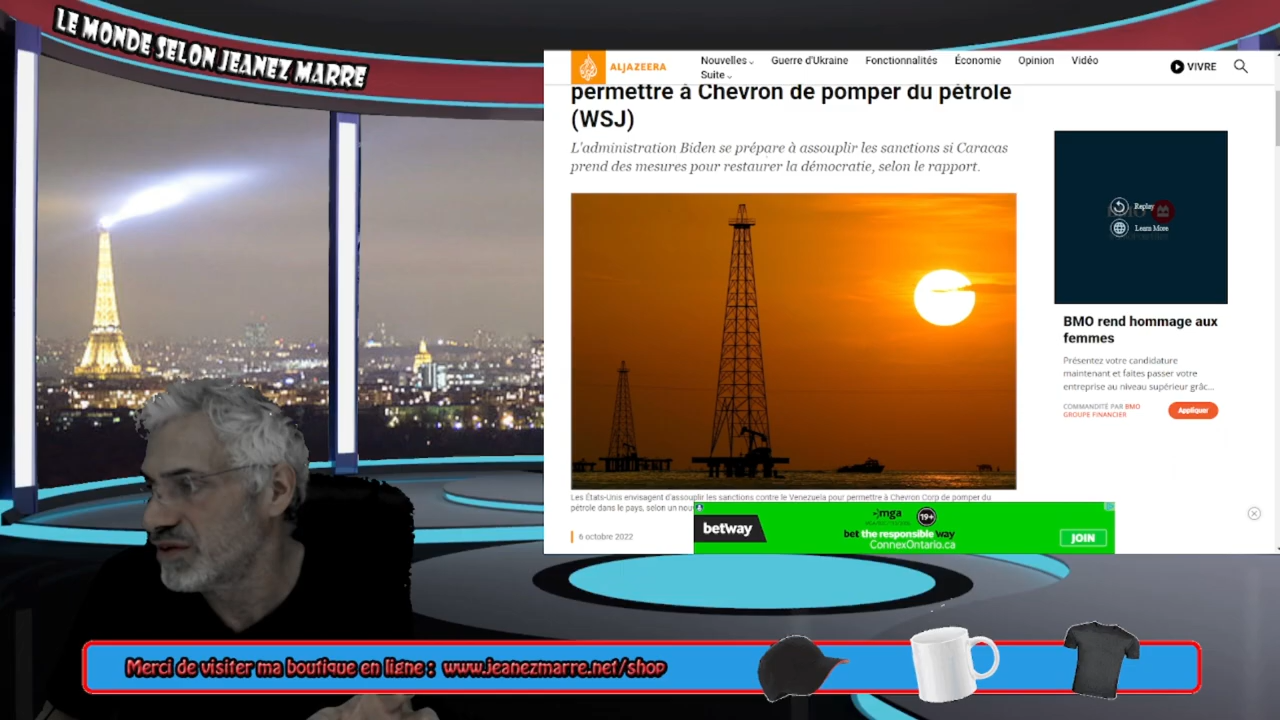 LE MONDE SELON JEANEZ MARRE
ALJAZEERA
Nouvelles
Guerre d'Ukraine
Fonctionnalités
Économie
Opinion
Vidéo
Suite
VIVRE
permettre à Chevron de pomper du pétrole
(WSJ)
L'administration Biden se prépare à assouplir les sanctions si Caracas
prend des mesures pour restaurer la démocratie, selon le rapport.
Replay
Learn More
BMO
BMO rend hommage aux
femmes
Présentez votre candidature
maintenant et faites passer votre
entreprise au niveau supérieur grâc...
COMMANDITÉ PAR BMO
GROUPE FINANCIER
Appliquer
Les États-Unis envisagent d'assouplir les sanctions contre le Venezuela pour permettre à Chevron Corp de pomper du
pétrole dans le pays, selon un
6 octobre 2022
betway
mga
19+
bet the responsible way
ConnexOntario.ca
JOIN
Merci de visiter ma boutique en ligne : www.jeanezmarre.net/shop